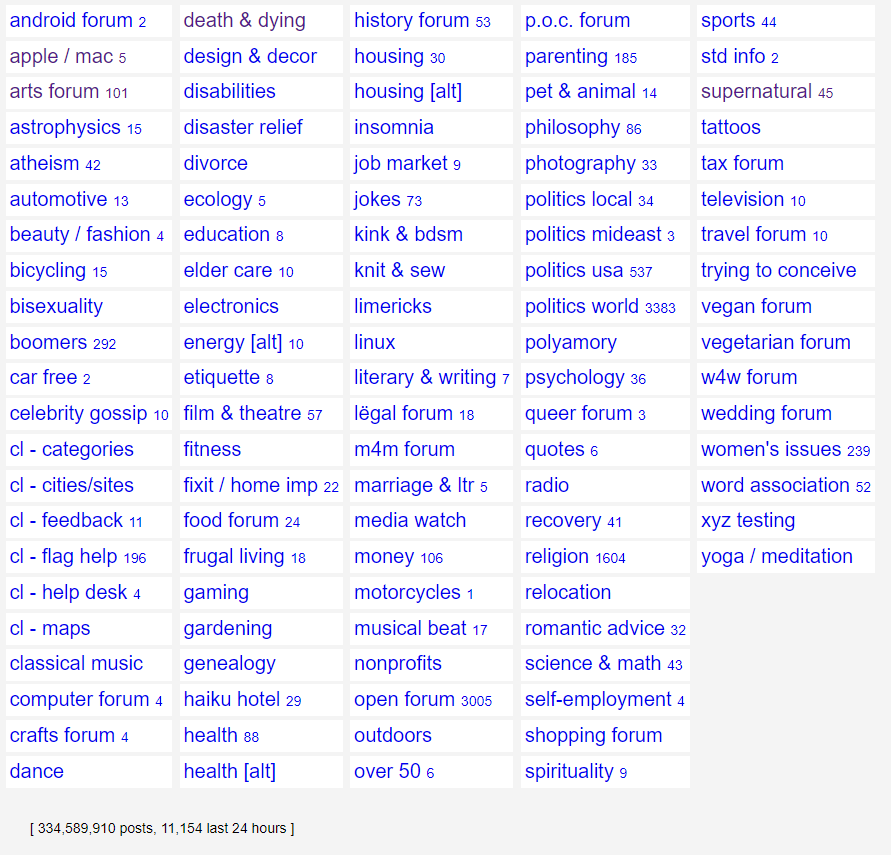 android forum 2
apple / mac 5
arts forum 101
astrophysics 15
atheism 42
automotive 13
beauty / fashion 4
bicycling 15
bisexuality
boomers 292
car free 2
celebrity gossip 10
cl - categories
cl - cities/sites
cl - feedback 11
cl - flag help 196
cl - help desk 4
cl - maps
classical music
computer forum 4
crafts forum 4
dance
death & dying
design & decor
disabilities
disaster relief
divorce
ecology 5
education 8
elder care 10
electronics
energy [alt] 10
etiquette 8
film & theatre 57
fitness
fixit / home imp 22
food forum 24
frugal living 18
gaming
gardening
genealogy
haiku hotel 29
health 88
health [alt]
history forum 53
housing 30
housing [alt]
insomnia
job market 9
jokes 73
kink & bdsm
knit & sew
limericks
linux
literary & writing 7
lëgal forum 18
m4m forum
marriage & ltr 5
media watch
money 106
motorcycles 1
musical beat 17
nonprofits
open forum 3005
outdoors
over 50 6
p.o.c. forum
parenting 185
pet & animal 14
philosophy 86
photography 33
politics local 34
politics mideast 3
politics usa 537
politics world 3383
polyamory
psychology 36
queer forum 3
quotes 6
radio
recovery 41
religion 1604
relocation
romantic advice 32
science & math 43
self-employment 4
shopping forum
spirituality 9
sports 44
std info 2
supernatural 45
tattoos
tax forum
television 10
travel forum 10
trying to conceive
vegan forum
vegetarian forum
w4w forum
wedding forum
women's issues 239
word association 52
xyz testing
yoga / meditation
[ 334,589,910 posts, 11,154 last 24 hours ]